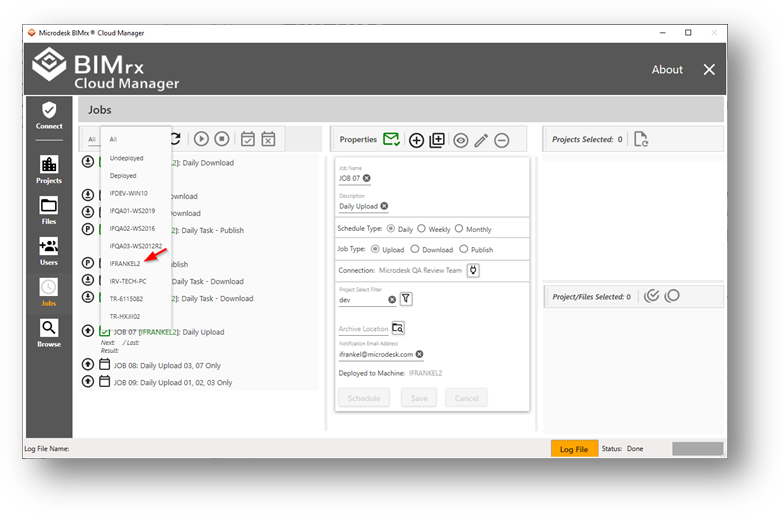 Microdesk BIMrx® Cloud Manager
BIMrx
Cloud Manager
About
Jobs
Connect
Projects
Files
Users
Jobs
Browse
All
All
Undeployed
Deployed
IFDEV-WIN10
IFQA01-WS2019
IFQA02-WS2016
IFQA03-WS2012R2
IFRANKEL2
IRV-TECH-PC
TR-6115082
TR-HXJI02
2]: Daily Download
ownload
Download
2]: Daily Task - Publish
blish
: Daily Task - Download
2]: Daily Task - Download
JOB 07 [IFRANKEL2]: Daily Upload
Next: / Last:
Result:
JOB 08: Daily Upload 03, 07 Only
JOB 09: Daily Upload 01, 02, 03 Only
Properties
Job Name
JOB 07
Description
Daily Upload
Schedule Type: Daily Weekly Monthly
Job Type: Upload Download Publish
Connection: Microdesk QA Review Team
Project Select Filter
dev
Archive Location
Notification Email Address
ifrankel@microdesk.com
Deployed to Machine: IFRANKEL2
Schedule Save Cancel
Projects Selected: 0
Project/Files Selected: 0
Log File Name:
Log File
Status: Done